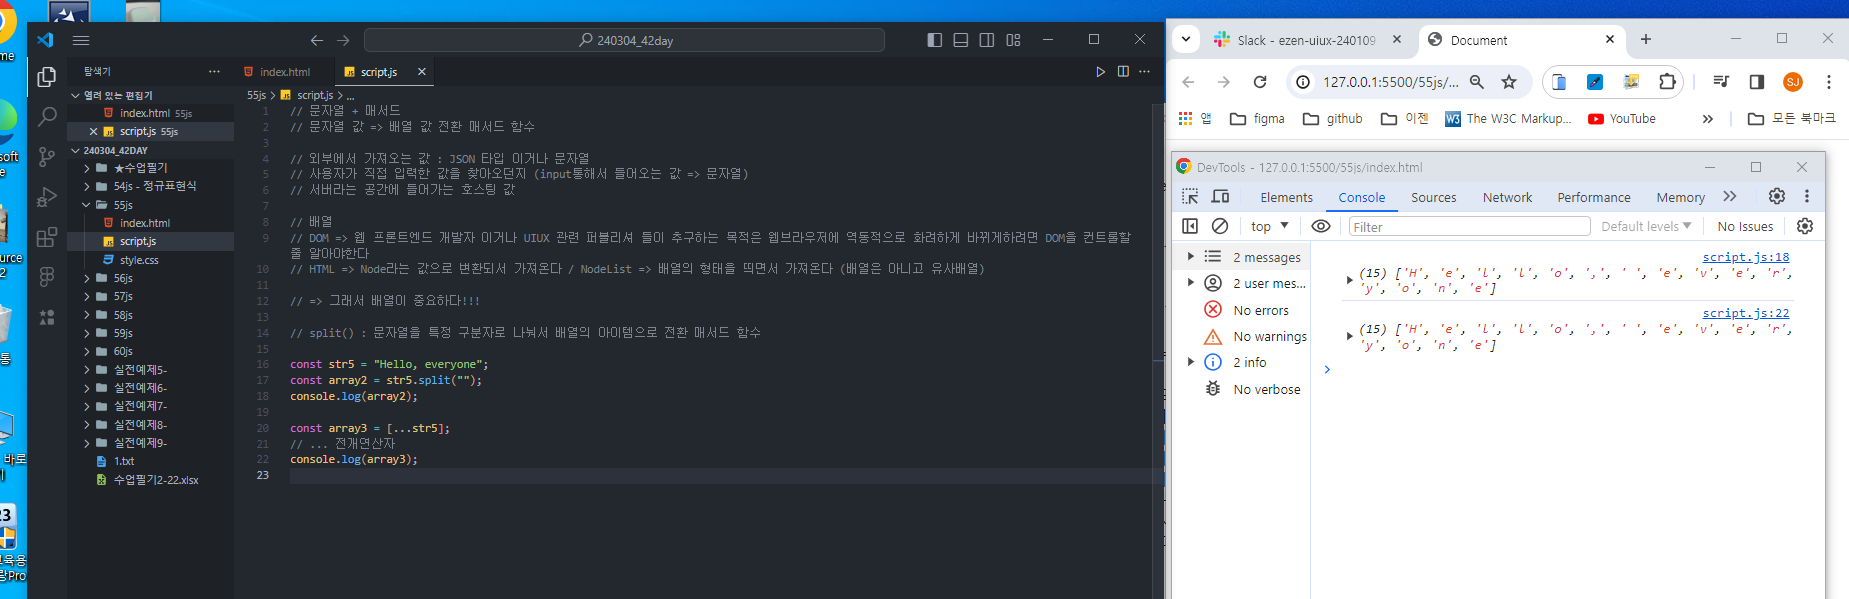 me
soft
e
ource
2
통
바로
기
23
교육용
240304_42day
탐색기
index.html
script.js
열려 있는 편집기
index.html 55js
script.js 55js
240304_42DAY
★수업필기
54js - 정규표현식
55js
index.html
script.js
style.css
56js
57js
58js
59js
60js
실전예제5-
실전예제6-
실전예제7-
실전예제8-
실전예제9-
1.txt
수업필기2-22.xlsx
55js > script.js > ...
1 // 문자열 + 매서드
2 // 문자열 값 => 배열 값 전환 매서드 함수
3
4 // 외부에서 가져오는 값 : JSON 타입 이거나 문자열
5 // 사용자가 직접 입력한 값을 찾아오던지 (input통해서 들어오는 값 => 문자열)
6 // 서버라는 공간에 들어가는 호스팅 값
7
8 // 배열
9 // DOM => 웹 프론트엔드 개발자 이거나 UIUX 관련 퍼블리셔 들이 추구하는 목적은 웹브라우저에 역동적으로 화려하게 바뀌게하려면 DOM을 컨트롤할
줄 알아야한다
10 // HTML => Node라는 값으로 변환되서 가져온다 / NodeList => 배열의 형태을 띄면서 가져온다 (배열은 아니고 유사배열)
11
12 // => 그래서 배열이 중요하다!!!
13
14 // split() : 문자열을 특정 구분자로 나눠서 배열의 아이템으로 전환 매서드 함수
15
16 const str5 = "Hello, everyone";
17 const array2 = str5.split("");
18 console.log(array2);
19
20 const array3 = [...str5];
21 // ... 전개연산자
22 console.log(array3);
23
Slack - ezen-uiux-240109
Document
127.0.0.1:5500/55js/...
SJ
앱
figma
github
이젠
W3 The W3C Markup...
YouTube
모든 북마크
DevTools - 127.0.0.1:5500/55js/index.html
Elements Console Sources Network Performance Memory
top Filter Default levels No Issues
2 messages
2 user mes...
No errors
No warnings
2 info
No verbose
script.js:18
(15) ['H', 'e', 'l', 'l', 'o', ',', ' ', 'e', 'v', 'e', 'r',
'y', 'o', 'n', 'e']
script.js:22
(15) ['H', 'e', 'l', 'l', 'o', ',', ' ', 'e', 'v', 'e', 'r',
'y', 'o', 'n', 'e']